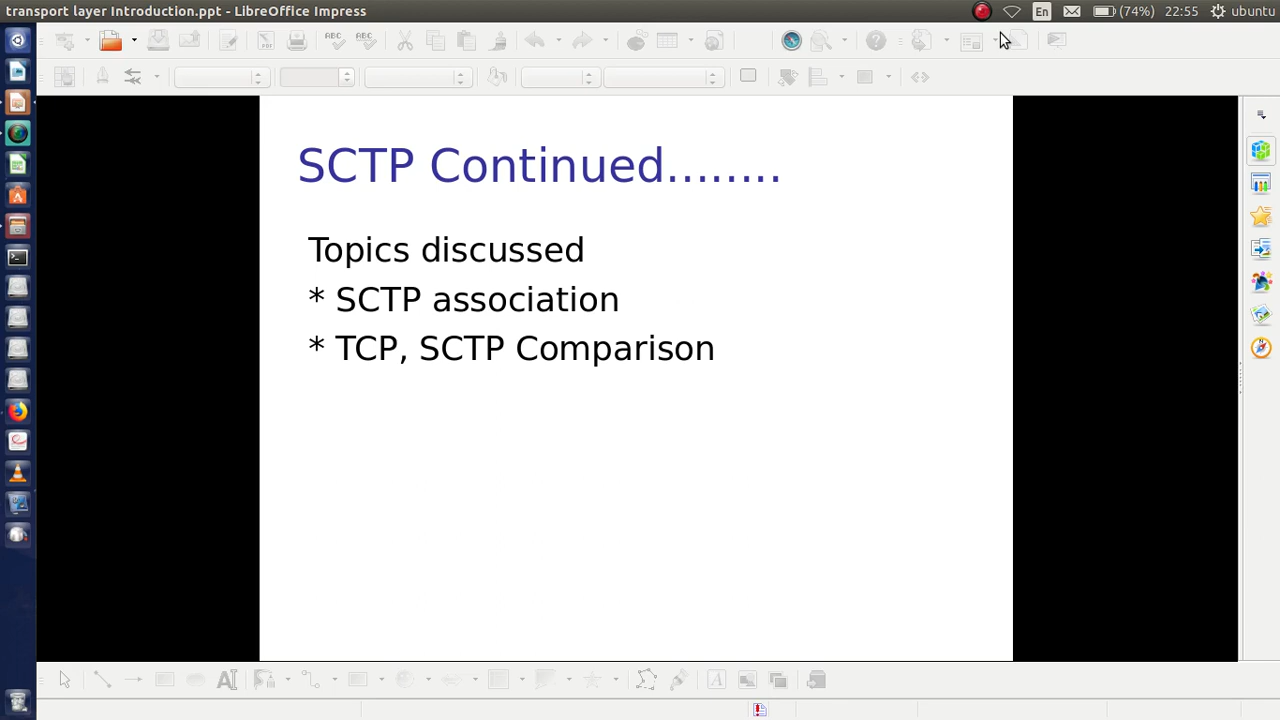 transport layer Introduction.ppt - LibreOffice Impress
En
(74%)
22:55
ubuntu
SCTP Continued........
Topics discussed
* SCTP association
* TCP, SCTP Comparison